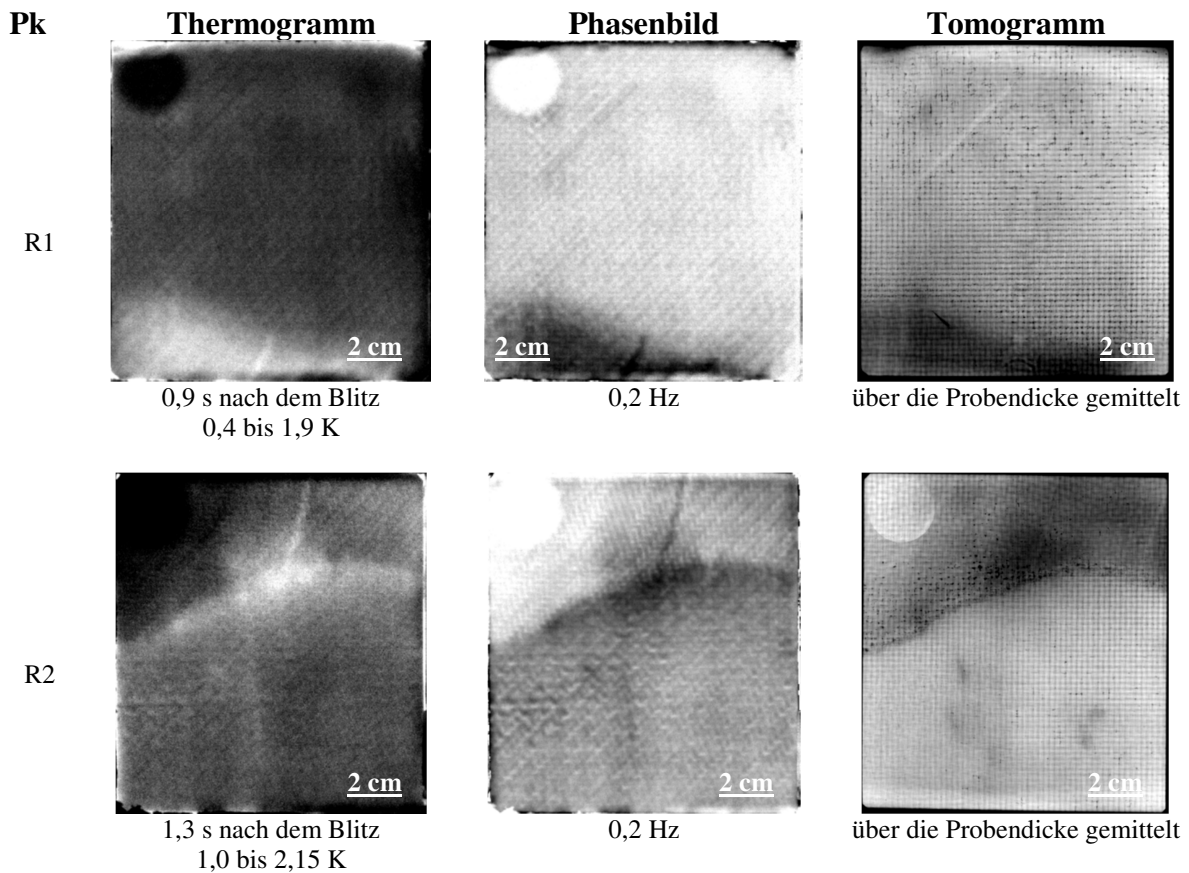 Pk Thermogramm Phasenbild Tomogramm
R1
2 cm 2 cm 2 cm
0,9 s nach dem Blitz 0,2 Hz über die Probendicke gemittelt
0,4 bis 1,9 K
R2
2 cm 2 cm
1,3 s nach dem Blitz 0,2 Hz über die Probendicke gemittelt
1,0 bis 2,15 K